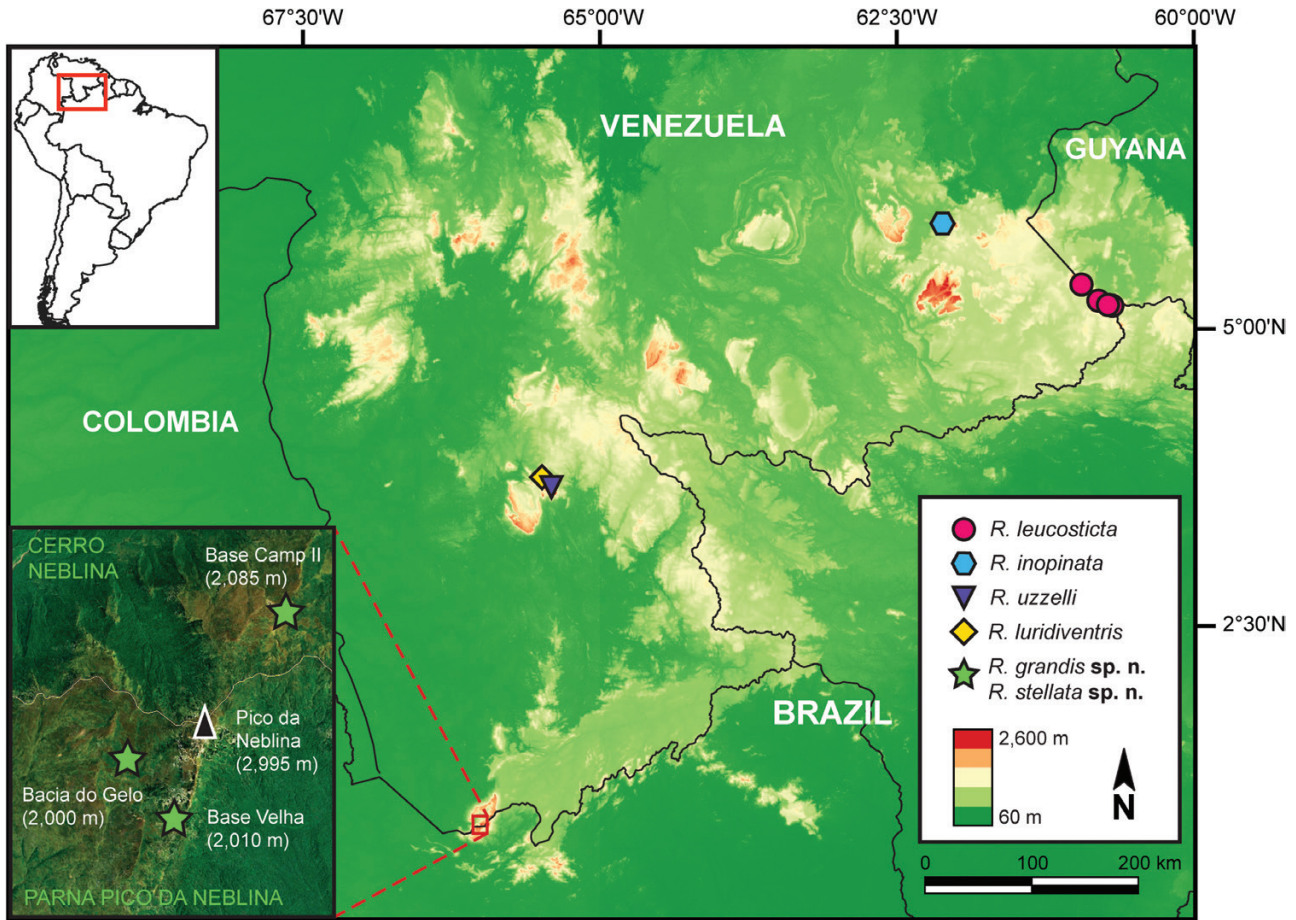 67°30'W 65°00'W 62°30'W 60°00'W
VENEZUELA
GUYANA
5°00'N
COLOMBIA
2°30'N
BRAZIL
CERRO
NEBLINA
Base Camp II
(2,085 m)
Pico da
Neblina
(2,995 m)
Bacia do Gelo
(2,000 m)
Base Velha
(2,010 m)
PARNA PICO DA NEBLINA
R. leucosticta
R. inopinata
R. uzzelli
R. luridiventris
R. grandis sp. n.
R. stellata sp. n.
2,600 m
60 m
N
0 100 200 km